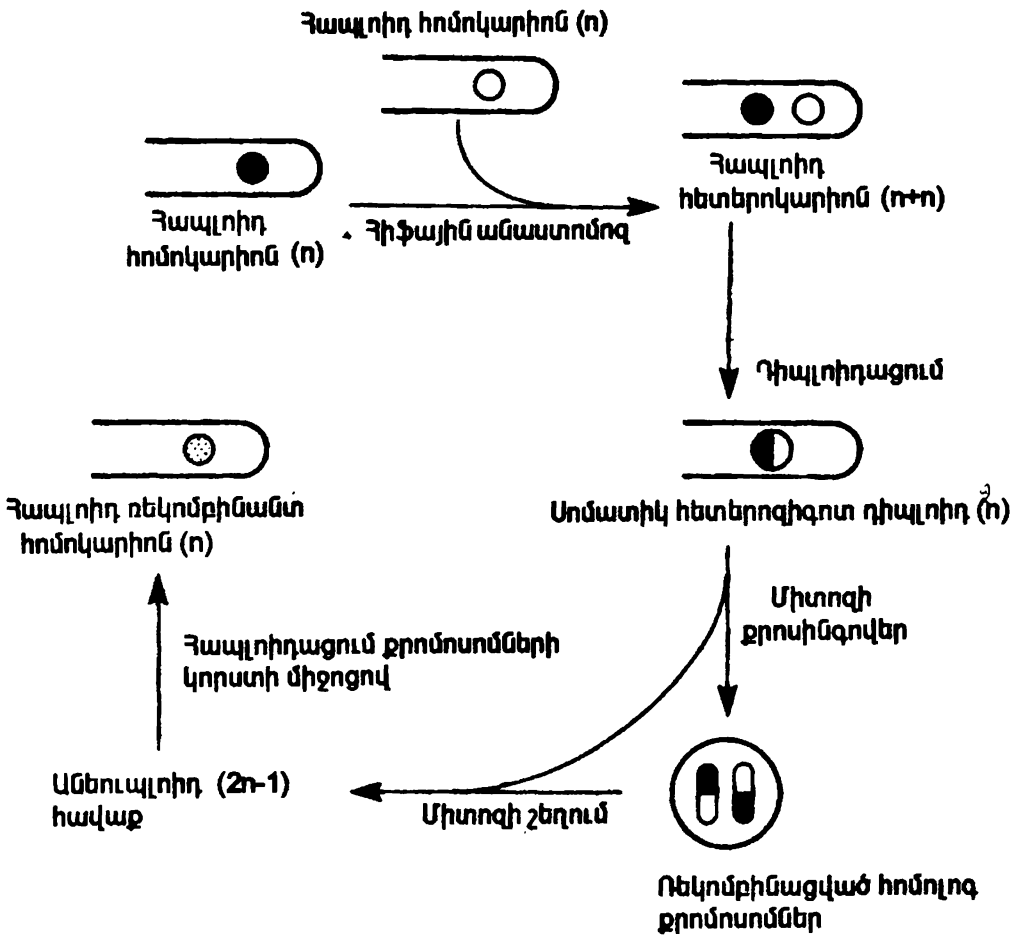 Հապլոիդ հոմոկարիոն (n)
Հապլոիդ
հոմոկարիոն (n)
Հիֆային անաստոմոզ
Հապլոիդ
հետերոկարիոն (n+n)
Դիպլոիդացում
Սոմատիկ հետերոզիգոտ դիպլոիդ (n)
Միտոզի
քրոսինգովեր
Ռեկոմբինացված հոմոլոգ
քրոմոսոմներ
Միտոզի շեղում
Անեուպլոիդ (2n-1)
հավաք
Հապլոիդացում քրոմոսոմների
կորստի միջոցով
Հապլոիդ ռեկոմբինանտ
հոմոկարիոն (n)